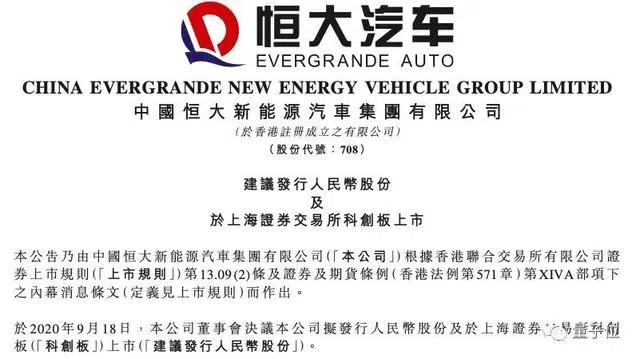 恒大汽车
EVERGRANDE AUTO
CHINA EVERGRANDE NEW ENERGY VEHICLE GROUP LIMITED
中國恒大新能源汽車集團有限公司
(於香港註冊成立之有限公司)
(股份代號：708)
建議發行人民幣股份
及
於上海證券交易所科創板上市
本公告乃由中國恒大新能源汽車集團有限公司(「本公司」)根據香港聯合交易所有限公司證
券上市規則(「上市規則」)第13.09(2)條及證券及期貨條例(香港法例第571章)第XIVA部項下
之內幕消息條文(定義見上市規則)而作出。
於2020年9月18日，本公司董事會決議本公司擬發行人民幣股份及於上海證券交易所科創
板(「科創板」)上市(「建議發行人民幣股份」)。
量子位